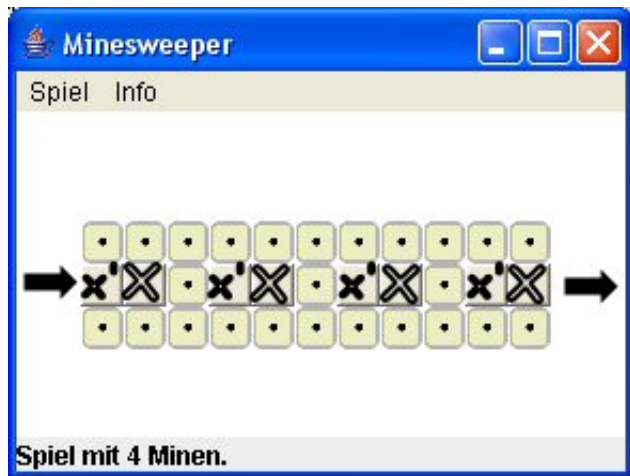 Minesweeper
Spiel Info
x' X x' X x' X x' X
Spiel mit 4 Minen.